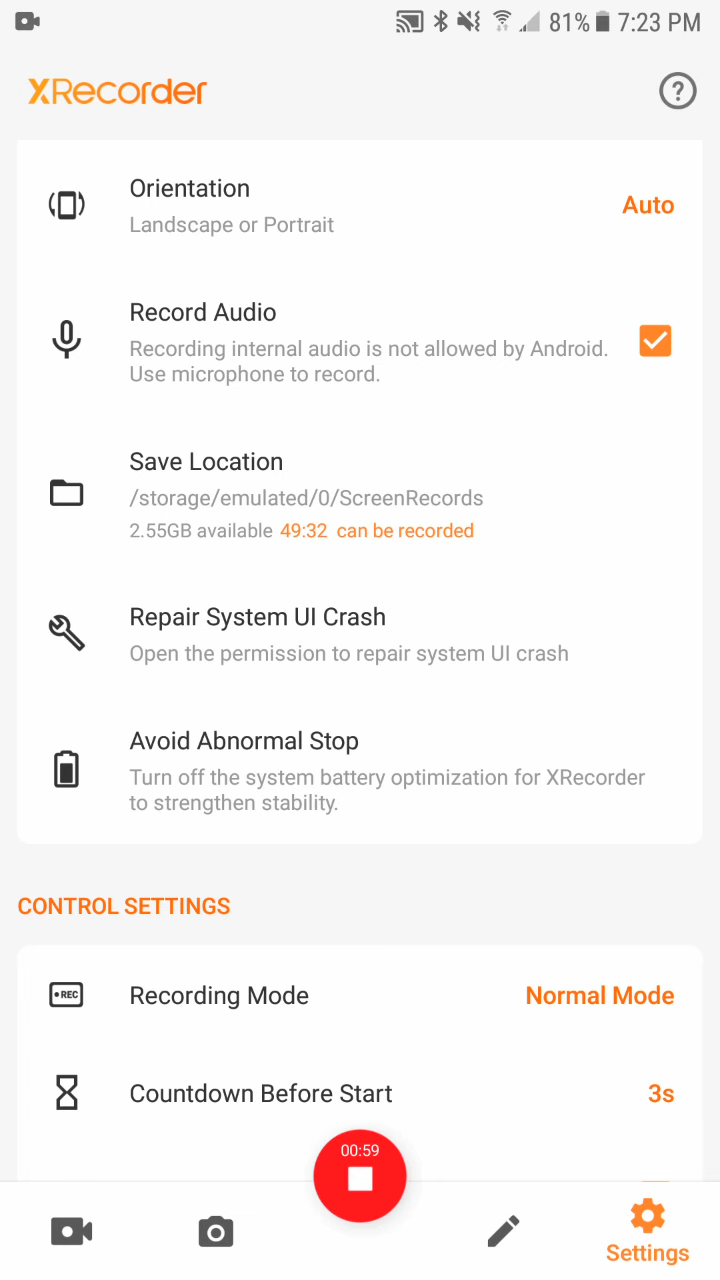 81% 7:23 PM
XRecorder
?
Orientation
Landscape or Portrait
Auto
Record Audio
Recording internal audio is not allowed by Android.
Use microphone to record.
Save Location
/storage/emulated/0/ScreenRecords
2.55GB available 49:32 can be recorded
Repair System UI Crash
Open the permission to repair system UI crash
Avoid Abnormal Stop
Turn off the system battery optimization for XRecorder
to strengthen stability.
CONTROL SETTINGS
REC
Recording Mode
Normal Mode
Countdown Before Start
3s
00:59
Settings